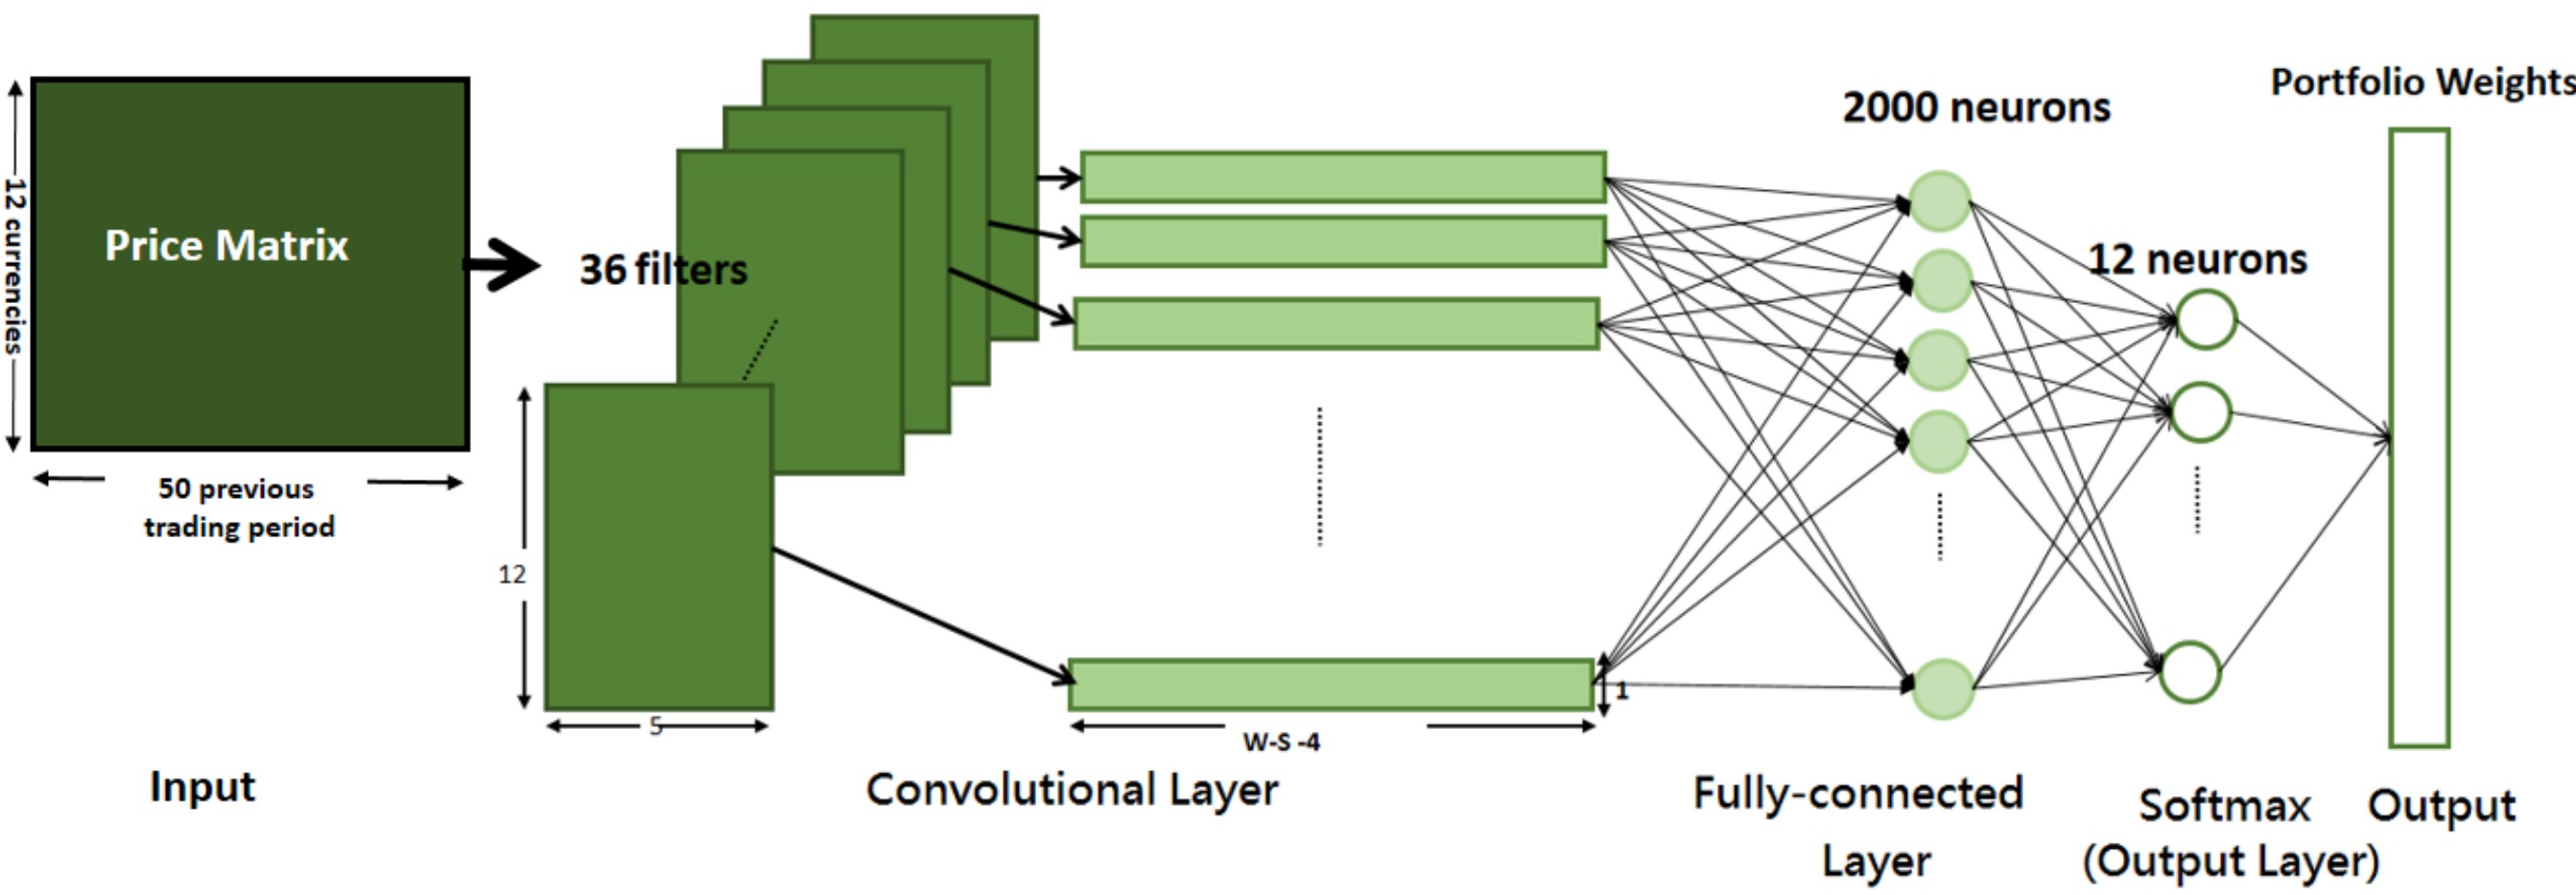 Portfolio Weights
2000 neurons
12 currencies
Price Matrix
36 filters
12 neurons
50 previous
trading period
12
5
1
W-S -4
Input
Convolutional Layer
Fully-connected
Layer
Softmax
(Output Layer)
Output